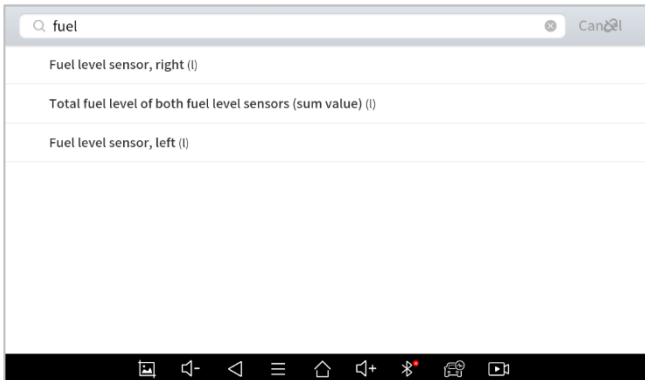 fuel
Cancel
Fuel level sensor, right (l)
Total fuel level of both fuel level sensors (sum value) (l)
Fuel level sensor, left (l)